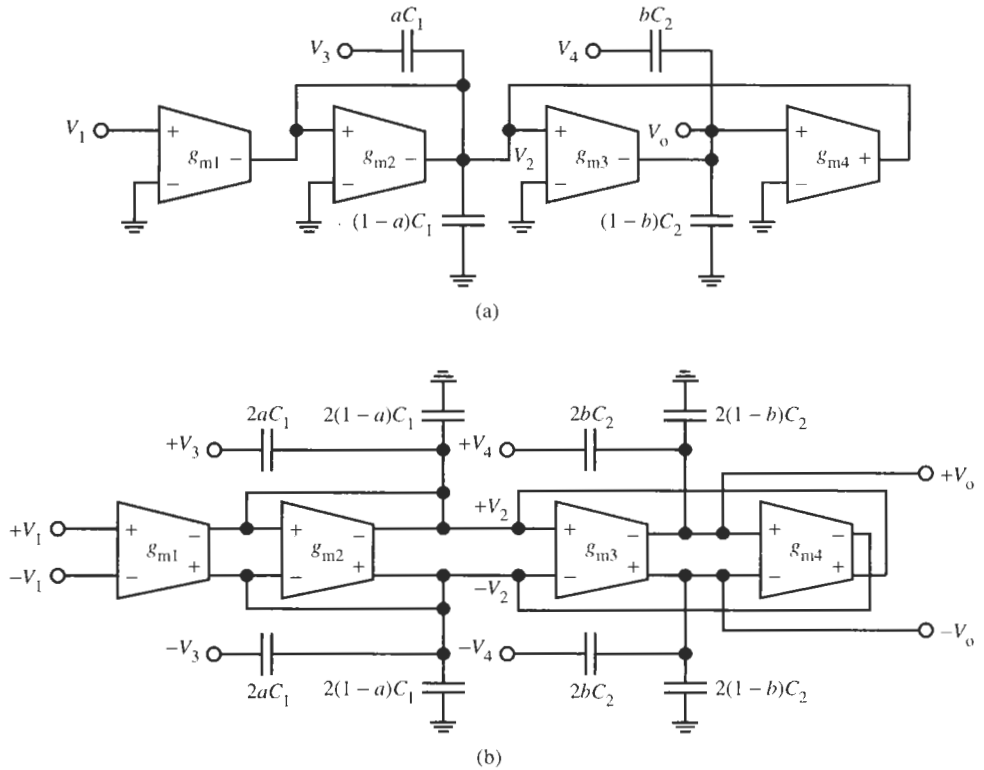 aC₁ bC₂
V₃ V₄
V₁ + gₘ₁ − − + gₘ₂ − − V₂ + gₘ₃ − − Vₒ + gₘ₄ + −
(1 − a)C₁ (1 − b)C₂
(a)
2aC₁ 2(1 − a)C₁ 2bC₂ 2(1 − b)C₂
+V₃ +V₄
+Vₒ
+V₁ + − + − +V₂ + − + −
gₘ₁ gₘ₂ gₘ₃ gₘ₄
−V₁ − + − + −V₂ − + − +
−Vₒ
−V₃ −V₄
2aC₁ 2(1 − a)C₁ 2bC₂ 2(1 − b)C₂
(b)